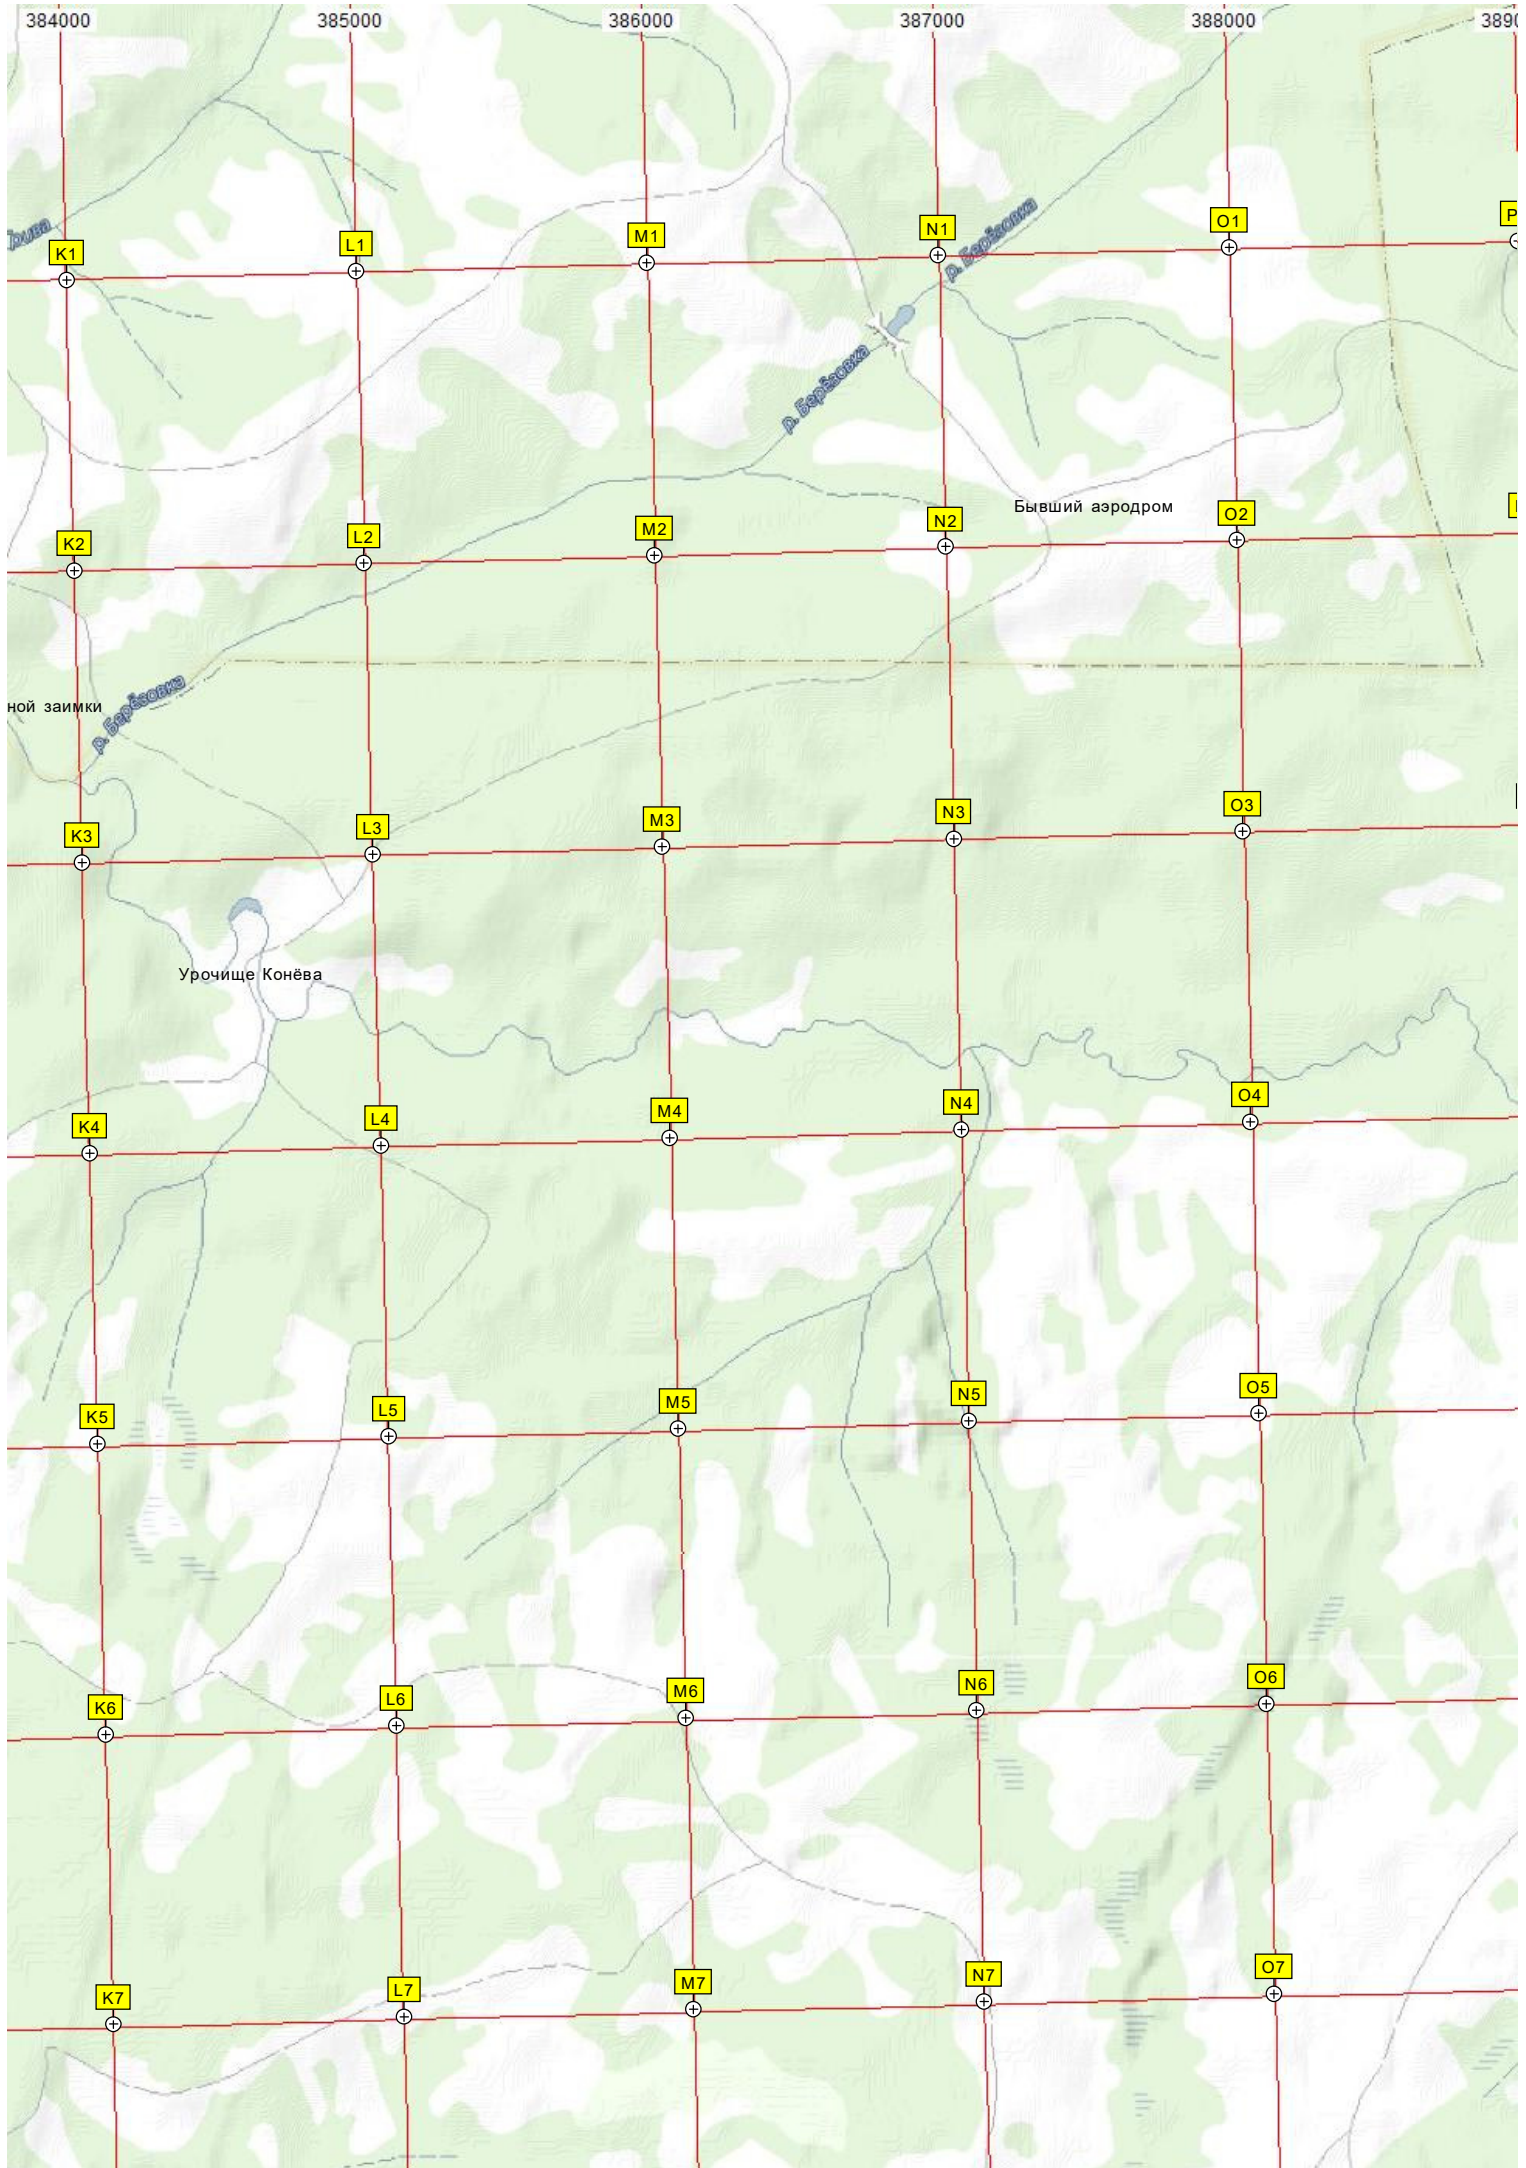 384000 385000 386000 387000 388000
р. Берёзовка
K1 L1 M1 N1 O1 P
р. Берёзовка
Бывший аэродром
K2 L2 M2 N2 O2
р. Берёзовка
ной заимки
K3 L3 M3 N3 O3
Урочище Конёва
K4 L4 M4 N4 O4
K5 L5 M5 N5 O5
K6 L6 M6 N6 O6
K7 L7 M7 N7 O7